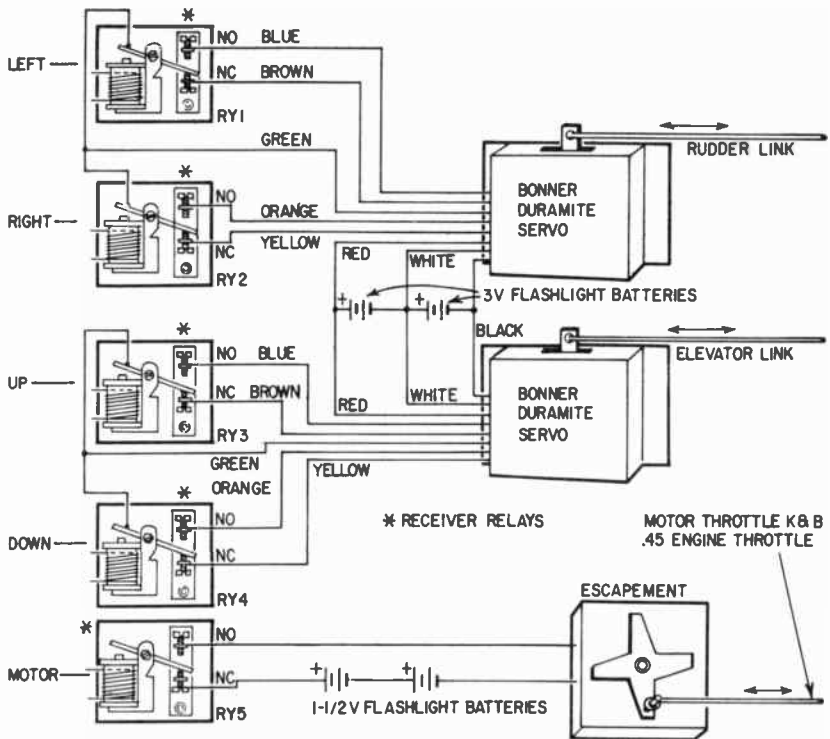 *
NO BLUE
LEFT
NC BROWN
RY1
GREEN
*
NO
ORANGE
RIGHT
YELLOW
NC
RY2
RED
WHITE
BONNER
DURAMITE
SERVO
RUDDER LINK
+ +
3V FLASHLIGHT BATTERIES
BLACK
*
NO BLUE
UP
NC BROWN
RY3
RED
WHITE
GREEN
YELLOW
ORANGE
BONNER
DURAMITE
SERVO
ELEVATOR LINK
*
NO
DOWN
NC
RY4
* RECEIVER RELAYS
MOTOR THROTTLE K & B
.45 ENGINE THROTTLE
ESCAPEMENT
*
NO
MOTOR
NC
RY5
+ +
1-1/2 V FLASHLIGHT BATTERIES